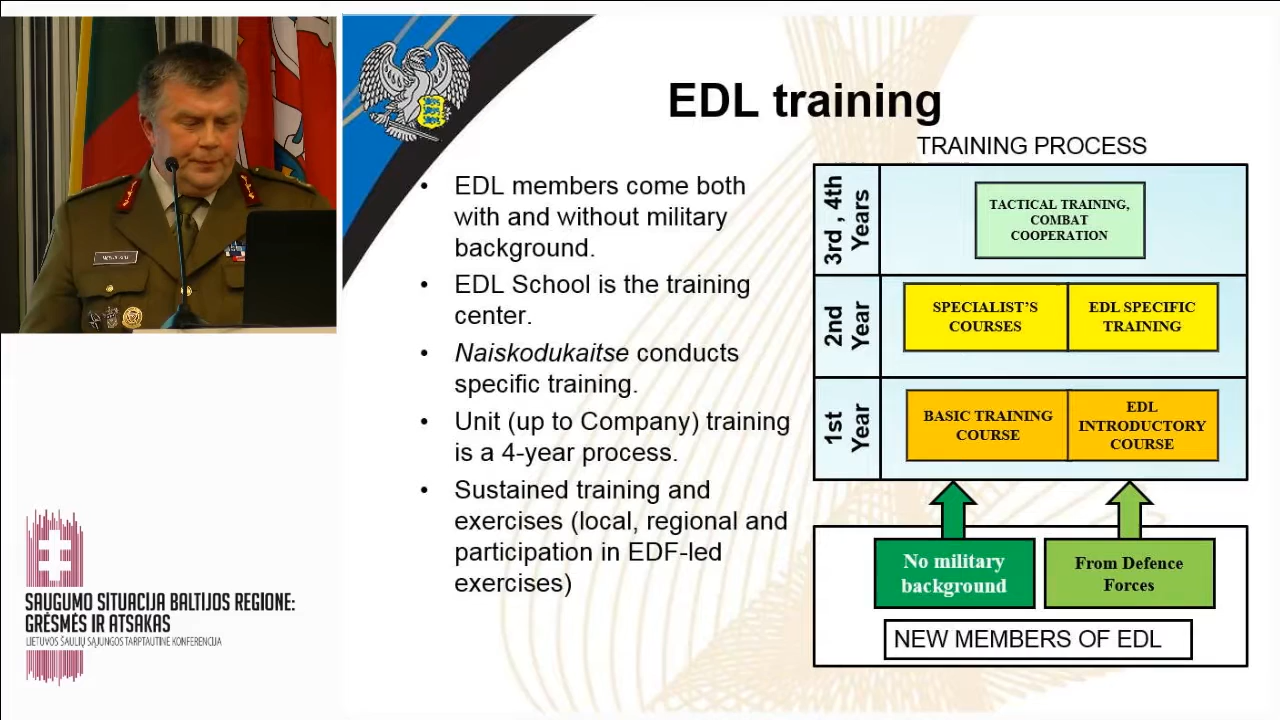 EDL training
TRAINING PROCESS
• EDL members come both
with and without military
background.
• EDL School is the training
center.
• Naiskodukaitse conducts
specific training.
• Unit (up to Company) training
is a 4-year process.
• Sustained training and
exercises (local, regional and
participation in EDF-led
exercises)
3rd , 4th
Years
TACTICAL TRAINING,
COMBAT
COOPERATION
2nd
Year
SPECIALIST'S
COURSES
EDL SPECIFIC
TRAINING
1st
Year
BASIC TRAINING
COURSE
EDL
INTRODUCTORY
COURSE
No military
background
From Defence
Forces
NEW MEMBERS OF EDL
SAUGUMO SITUACIJA BALTIJOS REGIONE:
GRĖSMĖS IR ATSAKAS
LIETUVOS ŠAULIŲ SĄJUNGOS TARPTAUTINĖ KONFERENCIJA